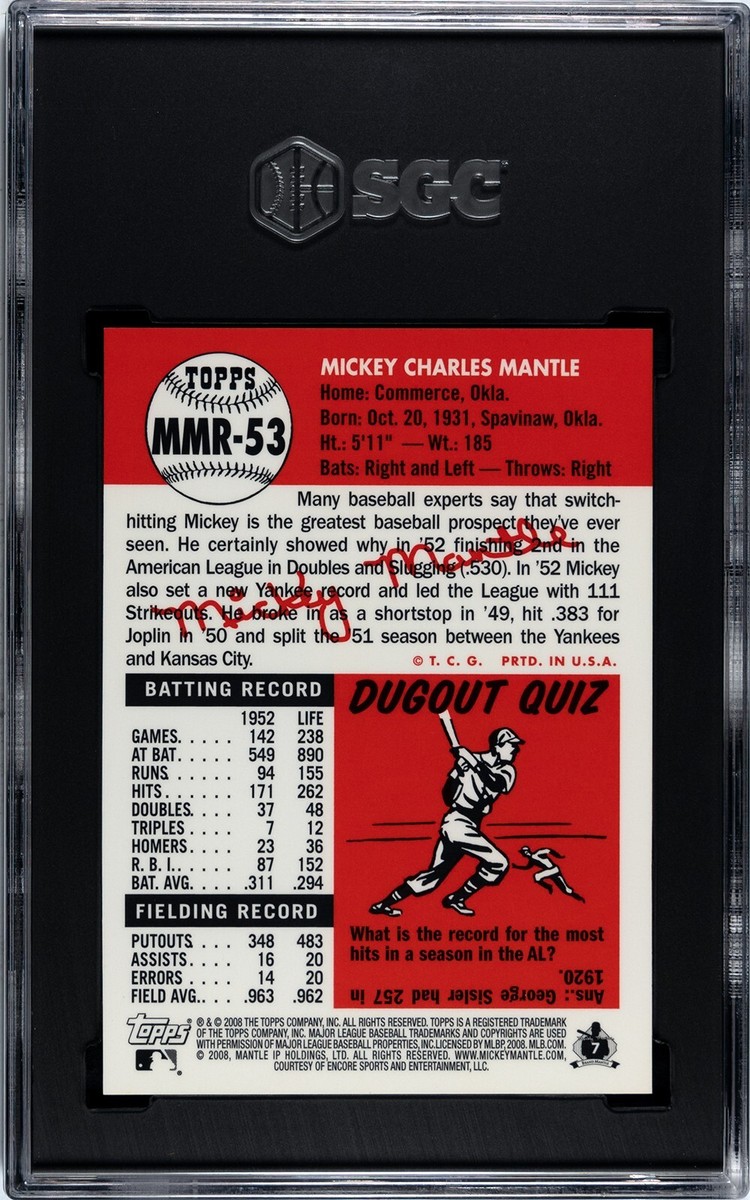 SGC
TOPPS
MMR-53
MICKEY CHARLES MANTLE
Home: Commerce, Okla.
Born: Oct. 20, 1931, Spavinaw, Okla.
Ht.: 5'11" — Wt.: 185
Bats: Right and Left — Throws: Right
Many baseball experts say that switch-
hitting Mickey is the greatest baseball prospect they've ever
seen. He certainly showed why in '52 finishing 2nd in the
American League in Doubles and Slugging (.530). In '52 Mickey
also set a new Yankee record and led the League with 111
Strikeouts. He broke in as a shortstop in '49, hit .383 for
Joplin in '50 and split the '51 season between the Yankees
and Kansas City.
Mickey Mantle
© T. C. G. PRTD. IN U.S.A.
BATTING RECORD
1952 LIFE
GAMES. . . . . 142 238
AT BAT. . . . . 549 890
RUNS . . . . . 94 155
HITS . . . . . 171 262
DOUBLES. . . . 37 48
TRIPLES . . . . 7 12
HOMERS . . . . 23 36
R. B. I.. . . . . 87 152
BAT. AVG. . . . . .311 .294
FIELDING RECORD
PUTOUTS . . . . 348 483
ASSISTS. . . . . 16 20
ERRORS . . . . 14 20
FIELD AVG.. . . .963 .962
DUGOUT QUIZ
What is the record for the most
hits in a season in the AL?
Ans.: George Sisler had 257 in
1920.
Topps
® & © 2008 THE TOPPS COMPANY, INC. ALL RIGHTS RESERVED. TOPPS IS A REGISTERED TRADEMARK
OF THE TOPPS COMPANY, INC. MAJOR LEAGUE BASEBALL TRADEMARKS AND COPYRIGHTS ARE USED
WITH PERMISSION OF MAJOR LEAGUE BASEBALL PROPERTIES, INC. LICENSED BY MLBP, 2008. MLB.COM.
© 2008, MANTLE IP HOLDINGS, LTD. ALL RIGHTS RESERVED. WWW.MICKEYMANTLE.COM,
COURTESY OF ENCORE SPORTS AND ENTERTAINMENT, LLC.
7